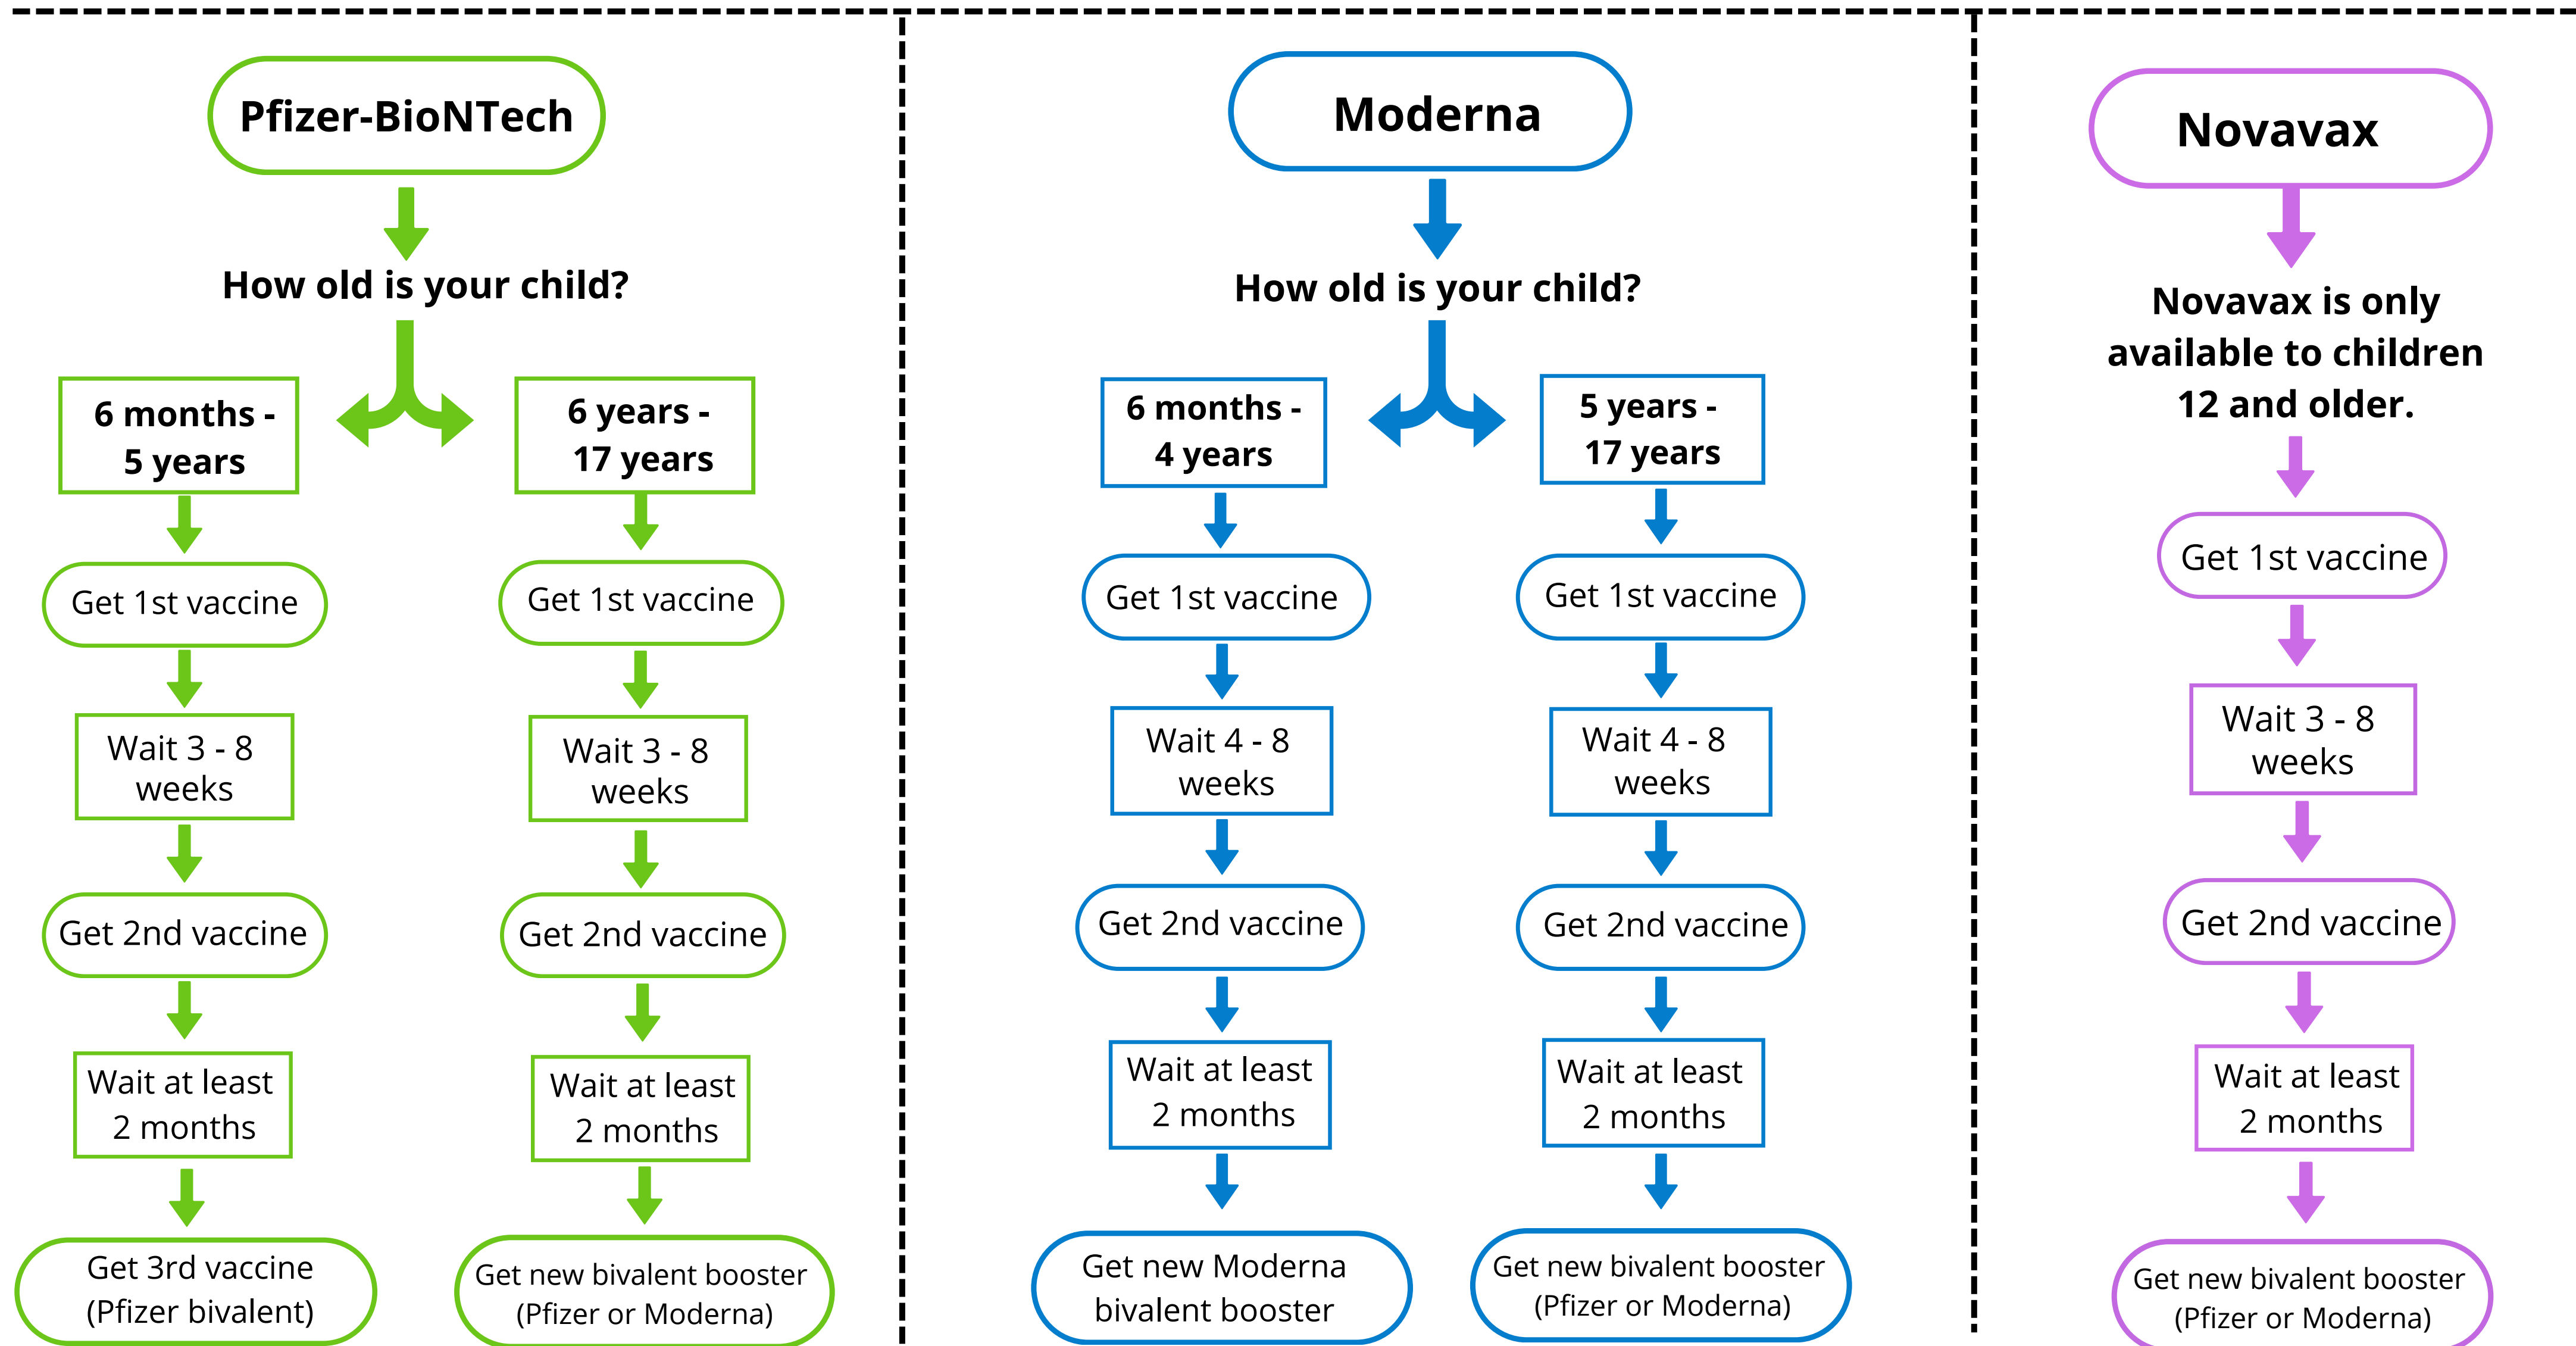 Pfizer-BioNTech
How old is your child?
6 months -
5 years
Get 1st vaccine
Wait 3 - 8
weeks
Get 2nd vaccine
Wait at least
2 months
Get 3rd vaccine
(Pfizer bivalent)
6 years -
17 years
Get 1st vaccine
Wait 3 - 8
weeks
Get 2nd vaccine
Wait at least
2 months
Get new bivalent booster
(Pfizer or Moderna)
Moderna
How old is your child?
6 months -
4 years
Get 1st vaccine
Wait 4 - 8
weeks
Get 2nd vaccine
Wait at least
2 months
Get new Moderna
bivalent booster
5 years -
17 years
Get 1st vaccine
Wait 4 - 8
weeks
Get 2nd vaccine
Wait at least
2 months
Get new bivalent booster
(Pfizer or Moderna)
Novavax
Novavax is only
available to children
12 and older.
Get 1st vaccine
Wait 3 - 8
weeks
Get 2nd vaccine
Wait at least
2 months
Get new bivalent booster
(Pfizer or Moderna)